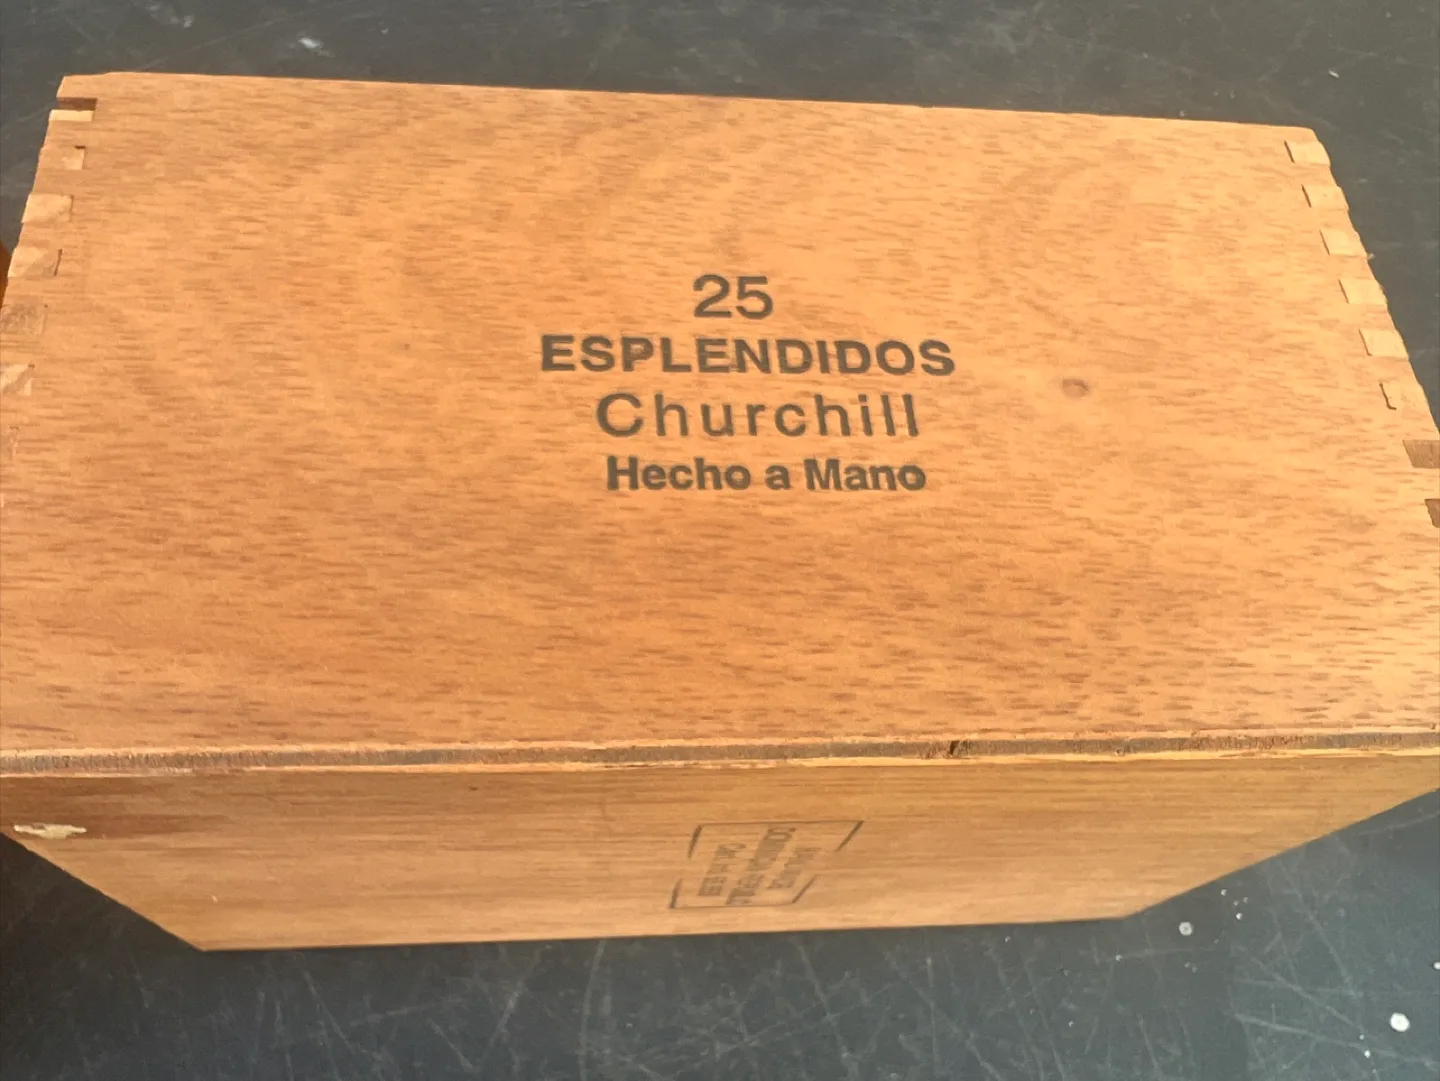 25
ESPLENDIDOS
Churchill
Hecho a Mano